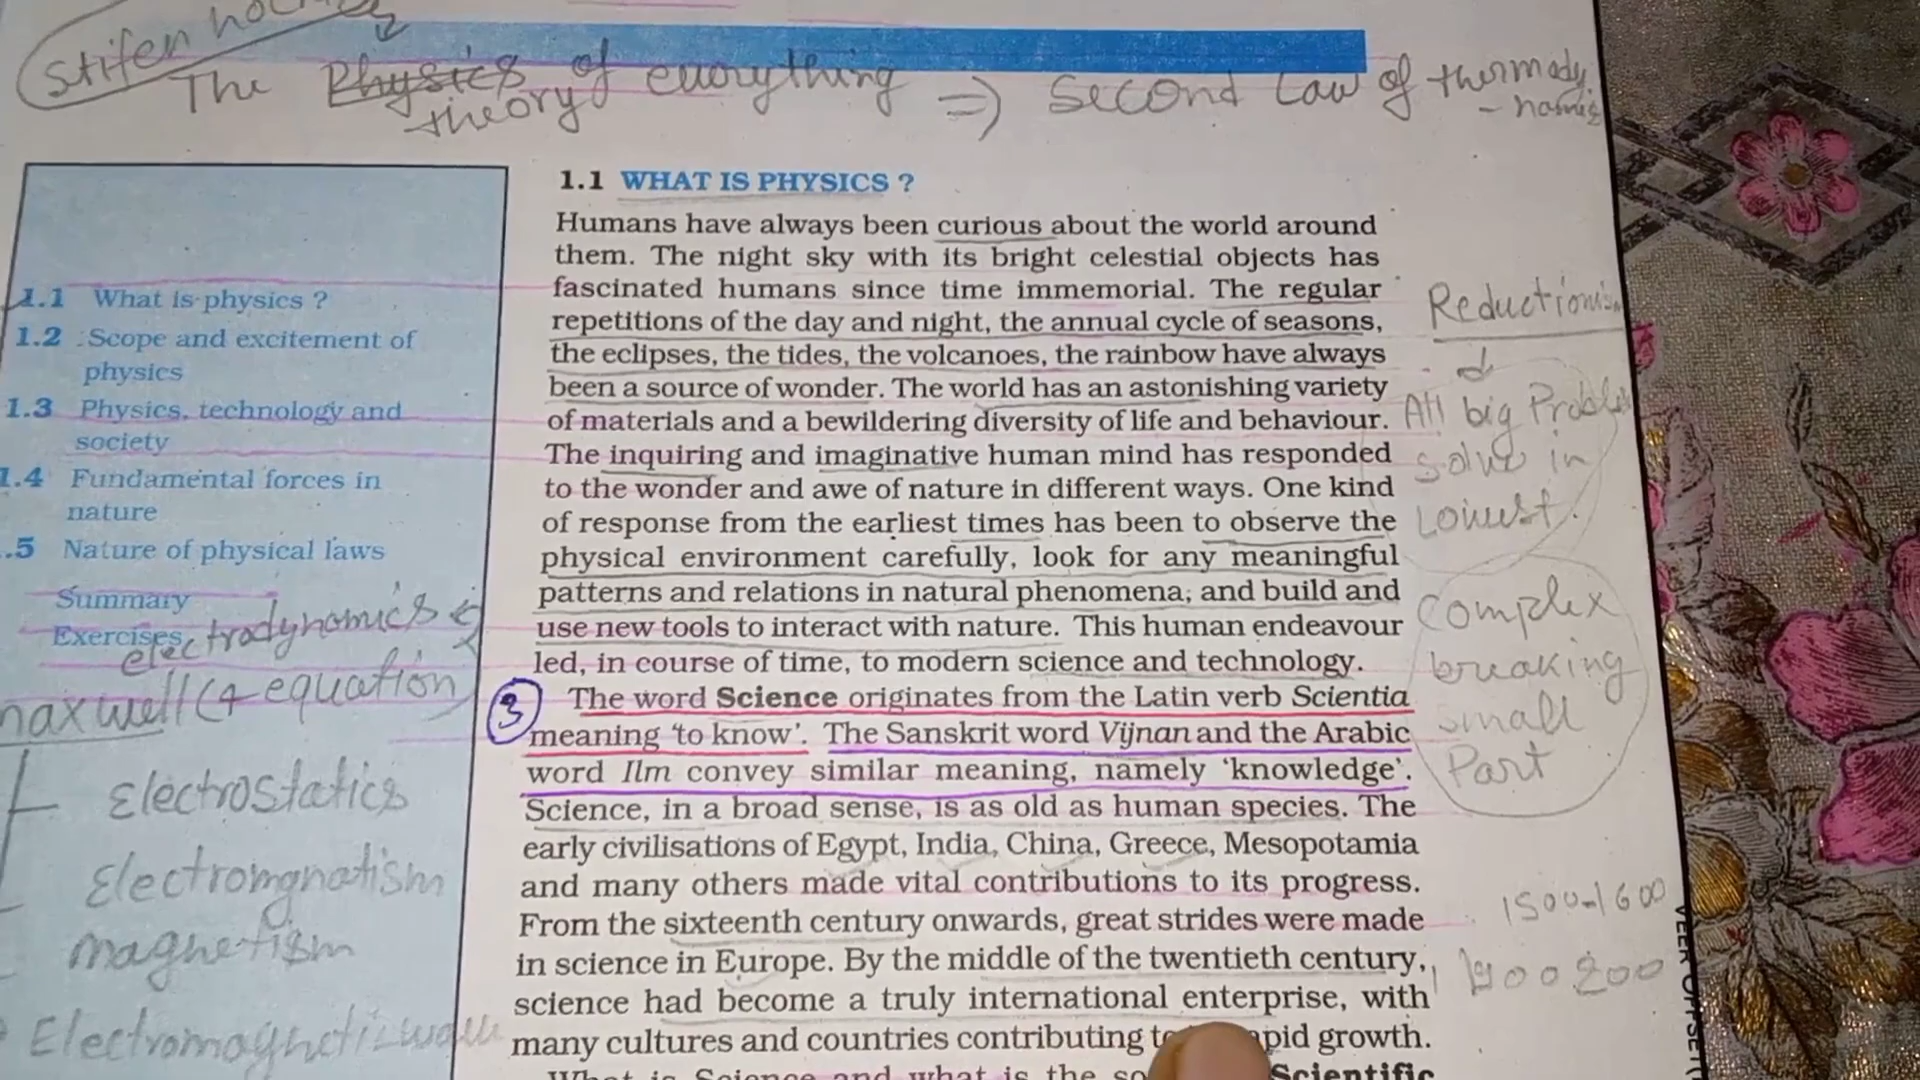 The Physics of everything => Second Law of thermody
theory
- namis
1.1 What is physics ?
1.2 Scope and excitement of
physics
1.3 Physics, technology and
society
1.4 Fundamental forces in
nature
.5 Nature of physical laws
Summary
Exercises
electrodynamics
maxwell (4 equation)
Electrostatics
Electromgnatism
magnetism
1.1 WHAT IS PHYSICS ?
Humans have always been curious about the world around
them. The night sky with its bright celestial objects has
fascinated humans since time immemorial. The regular
repetitions of the day and night, the annual cycle of seasons,
the eclipses, the tides, the volcanoes, the rainbow have always
been a source of wonder. The world has an astonishing variety
of materials and a bewildering diversity of life and behaviour.
The inquiring and imaginative human mind has responded
to the wonder and awe of nature in different ways. One kind
of response from the earliest times has been to observe the
physical environment carefully, look for any meaningful
patterns and relations in natural phenomena; and build and
use new tools to interact with nature. This human endeavour
led, in course of time, to modern science and technology.
3 The word Science originates from the Latin verb Scientia
meaning ‘to know’. The Sanskrit word Vijnan and the Arabic
word Ilm convey similar meaning, namely ‘knowledge’.
Science, in a broad sense, is as old as human species. The
early civilisations of Egypt, India, China, Greece, Mesopotamia
and many others made vital contributions to its progress.
From the sixteenth century onwards, great strides were made
in science in Europe. By the middle of the twentieth century,
science had become a truly international enterprise, with
many cultures and countries contributing growth.
What is Science and what is the Scientific
Reductionis
All big Proble
solve in
Lowest.
Complex
breaking
small
Part
1500-1600
VEER OFFSET